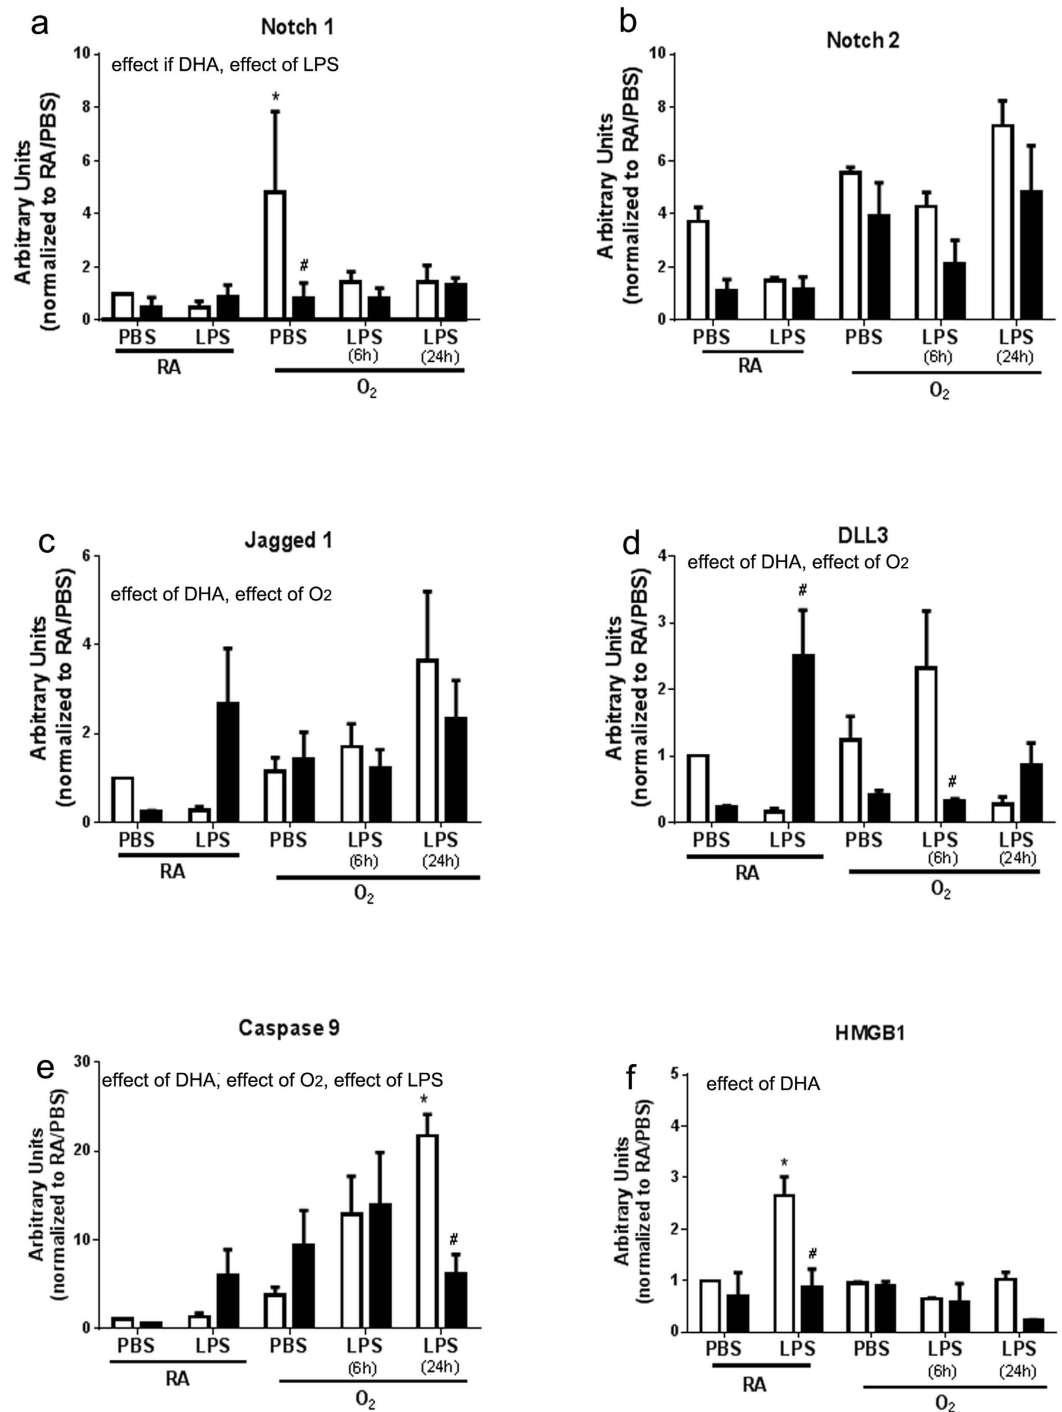 a
Notch 1
Arbitrary Units
(normalized to RA/PBS)
10
8
6
4
2
0
effect if DHA, effect of LPS
*
#
PBS LPS PBS LPS LPS
(6h) (24h)
RA
O2
b
Notch 2
Arbitrary Units
(normalized to RA/PBS)
10
8
6
4
2
0
PBS LPS PBS LPS LPS
(6h) (24h)
RA
O2
c
Jagged 1
Arbitrary Units
(normalized to RA/PBS)
6
4
2
0
effect of DHA, effect of O2
PBS LPS PBS LPS LPS
(6h) (24h)
RA
O2
d
DLL3
Arbitrary Units
(normalized to RA/PBS)
4
3
2
1
0
effect of DHA, effect of O2
#
#
PBS LPS PBS LPS LPS
(6h) (24h)
RA
O2
e
Caspase 9
Arbitrary Units
(normalized to RA/PBS)
30
20
10
0
effect of DHA, effect of O2, effect of LPS
*
#
PBS LPS PBS LPS LPS
(6h) (24h)
RA
O2
f
HMGB1
Arbitrary Units
(normalized to RA/PBS)
5
4
3
2
1
0
effect of DHA
*
#
PBS LPS PBS LPS LPS
(6h) (24h)
RA
O2